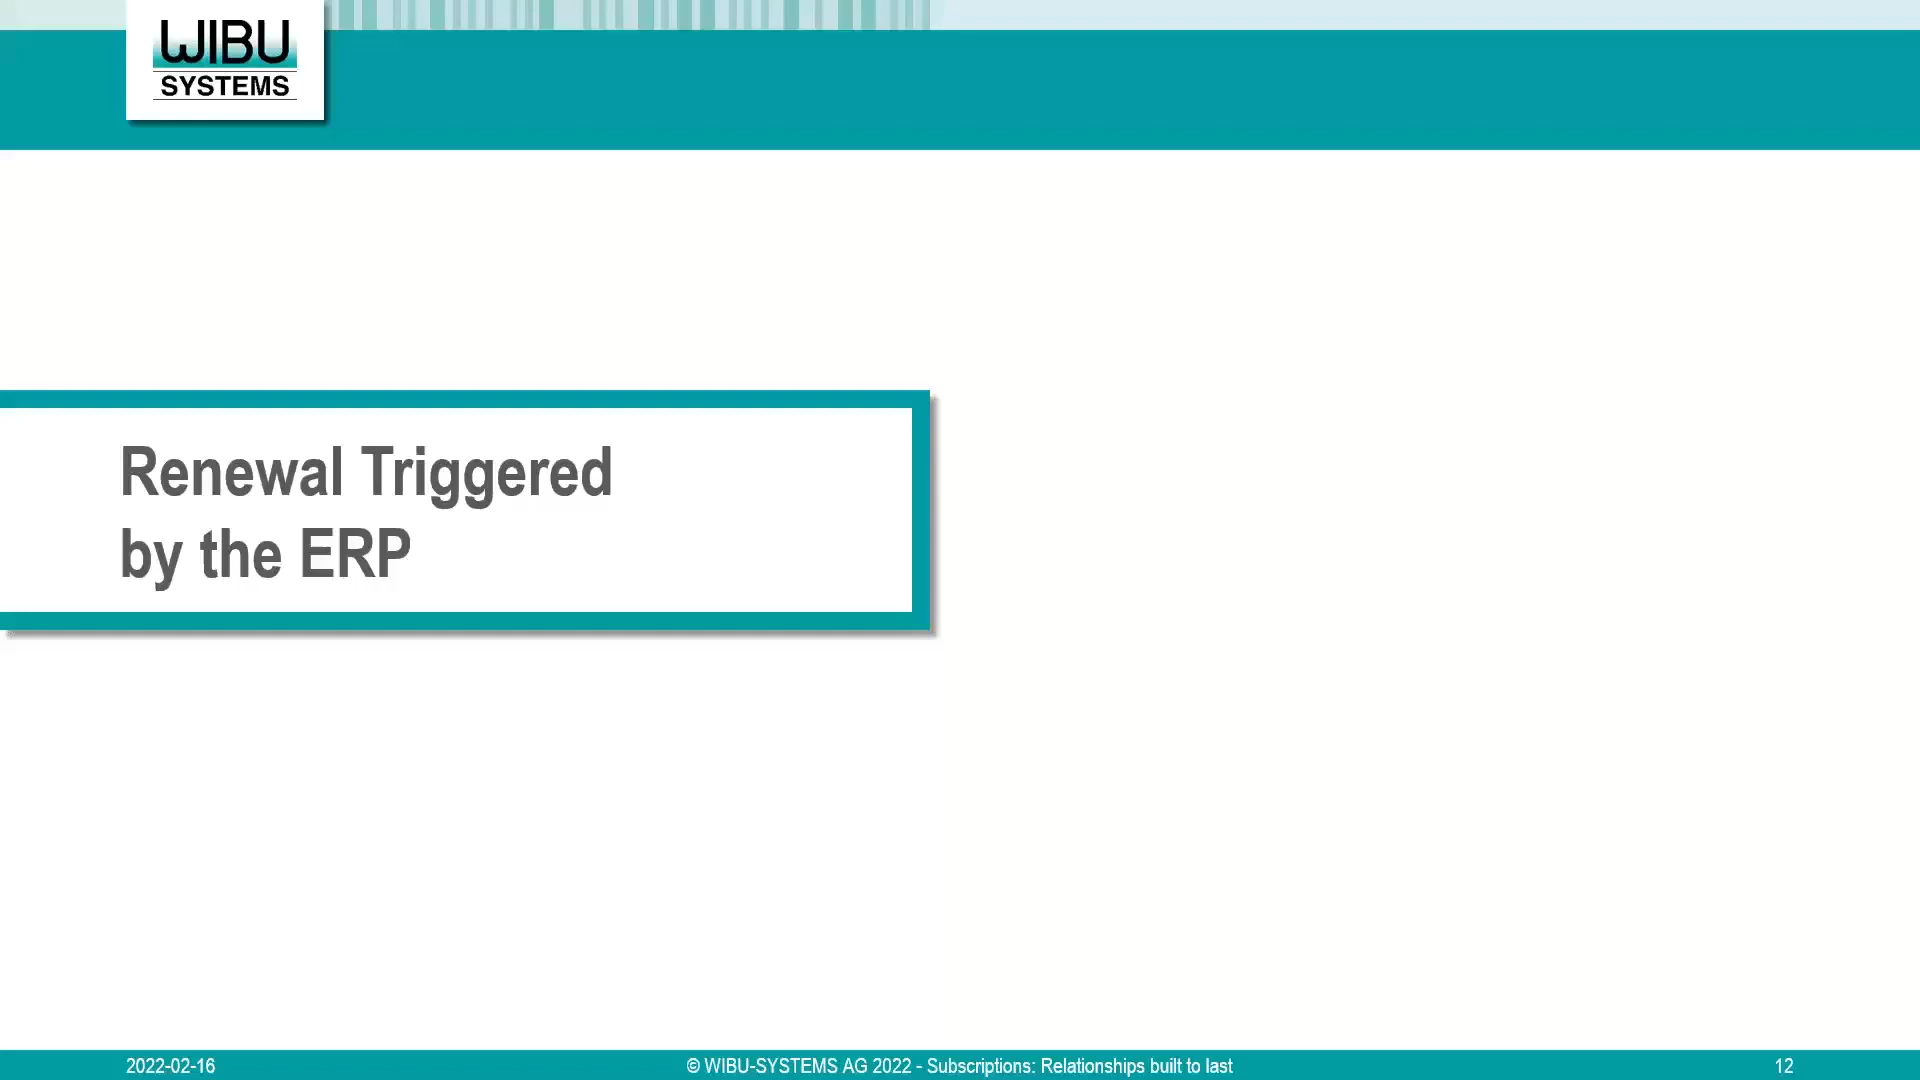 WIBU
SYSTEMS
Renewal Triggered
by the ERP
2022-02-16
© WIBU-SYSTEMS AG 2022 - Subscriptions: Relationships built to last
12